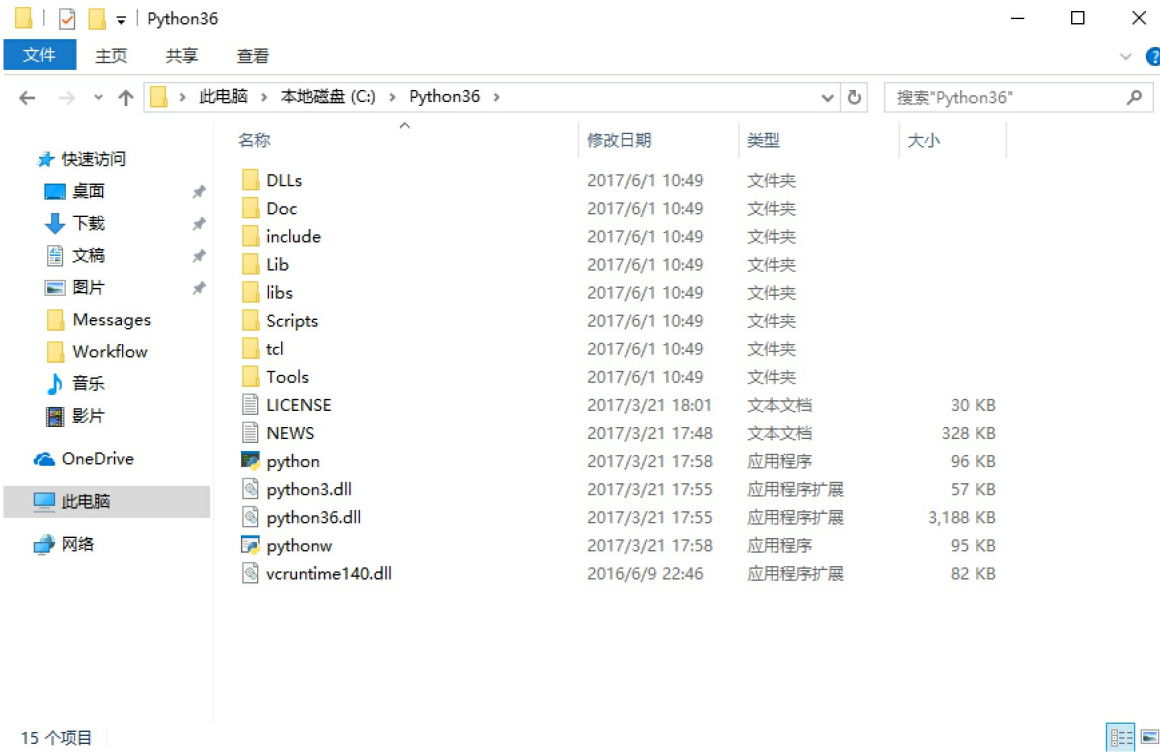 Python36
文件 主页 共享 查看
此电脑 本地磁盘 (C:) Python36 搜索"Python36"
名称 修改日期 类型 大小
快速访问
桌面
下载
文稿
图片
Messages
Workflow
音乐
影片
OneDrive
此电脑
网络
DLLs 2017/6/1 10:49 文件夹
Doc 2017/6/1 10:49 文件夹
include 2017/6/1 10:49 文件夹
Lib 2017/6/1 10:49 文件夹
libs 2017/6/1 10:49 文件夹
Scripts 2017/6/1 10:49 文件夹
tcl 2017/6/1 10:49 文件夹
Tools 2017/6/1 10:49 文件夹
LICENSE 2017/3/21 18:01 文本文档 30 KB
NEWS 2017/3/21 17:48 文本文档 328 KB
python 2017/3/21 17:58 应用程序 96 KB
python3.dll 2017/3/21 17:55 应用程序扩展 57 KB
python36.dll 2017/3/21 17:55 应用程序扩展 3,188 KB
pythonw 2017/3/21 17:58 应用程序 95 KB
vcruntime140.dll 2016/6/9 22:46 应用程序扩展 82 KB
15 个项目